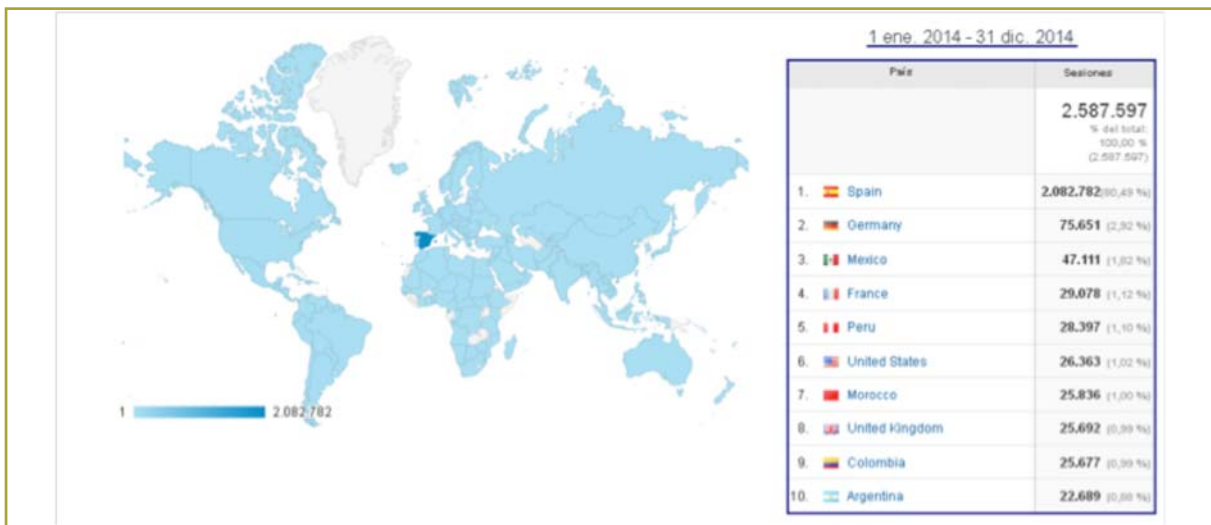 1 ene. 2014 - 31 dic. 2014
País Sesiones
2.587.597
% del total:
100,00 %
(2.587.597)
1. Spain 2.082.782(80,49 %)
2. Germany 75.651 (2,92 %)
3. Mexico 47.111 (1,82 %)
4. France 29.078 (1,12 %)
5. Peru 28.397 (1,10 %)
6. United States 26.363 (1,02 %)
7. Morocco 25.836 (1,00 %)
8. United Kingdom 25.692 (0,99 %)
9. Colombia 25.677 (0,99 %)
10. Argentina 22.689 (0,88 %)
1 2.082.782